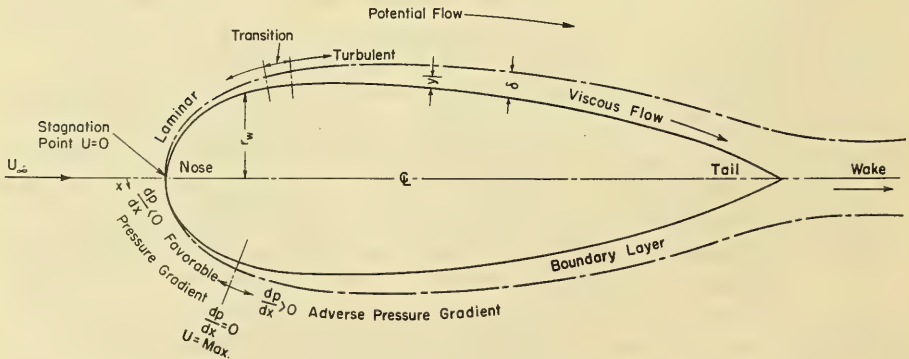 Potential Flow
Transition
Turbulent
Laminar
y
δ
Viscous Flow
Stagnation
Point U=0
r_w
U_∞
Nose
℄
Tail
Wake
x
dp/dx<0 Favorable
Pressure Gradient
dp/dx=0
U=Max.
dp/dx>0 Adverse Pressure Gradient
Boundary Layer